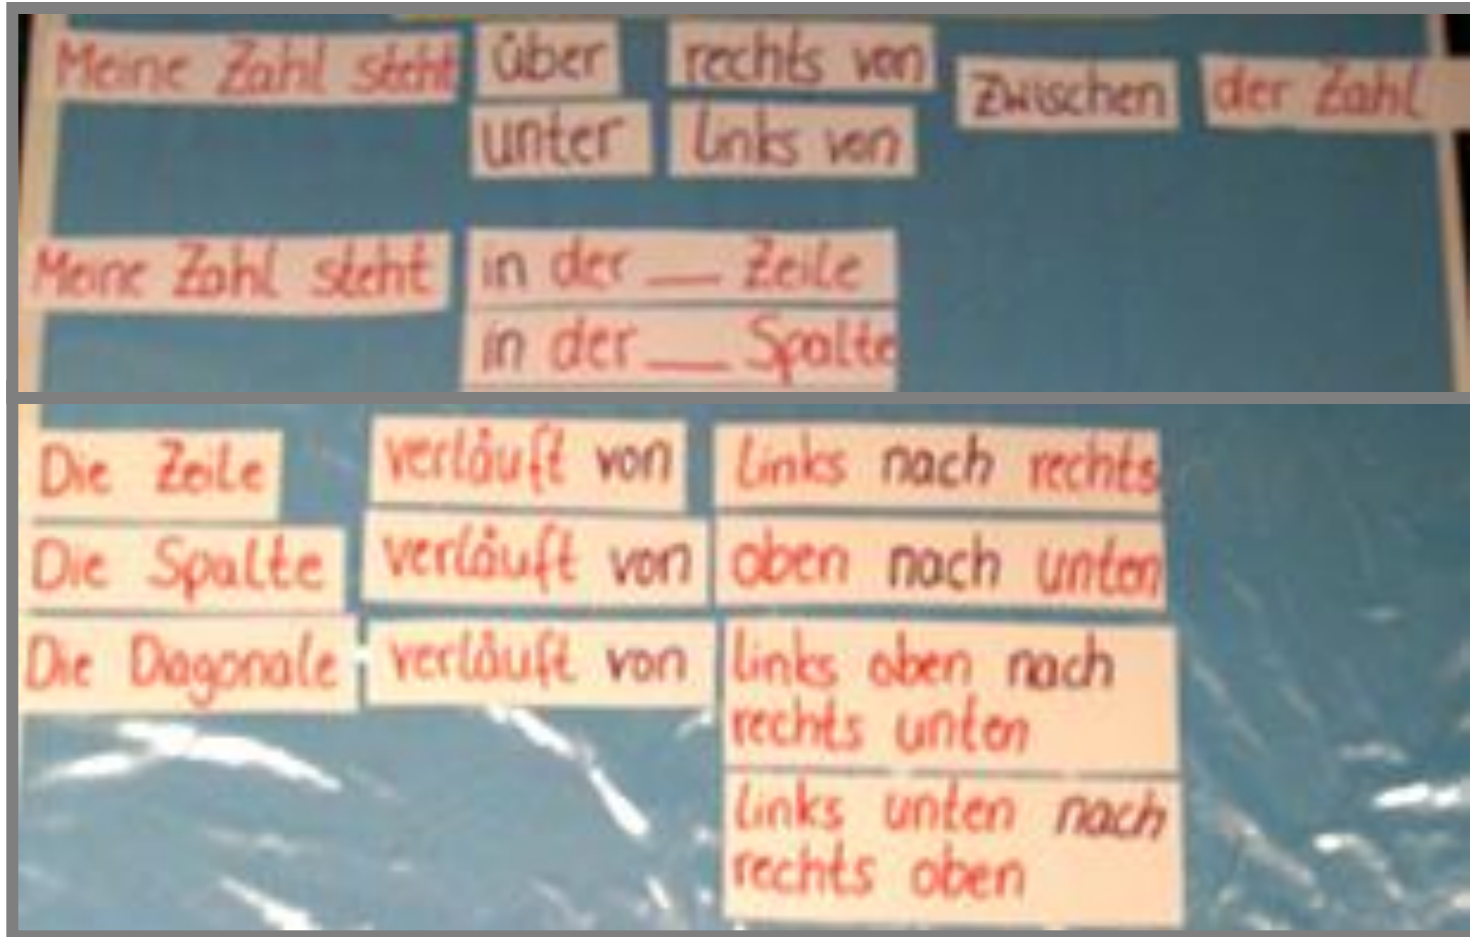 Meine Zahl steht über rechts von zwischen der Zahl
unter links von
Meine Zahl steht in der __ Zeile
in der __ Spalte
Die Zeile verläuft von links nach rechts
Die Spalte verläuft von oben nach unten
Die Diagonale verläuft von links oben nach
rechts unten
links unten nach
rechts oben